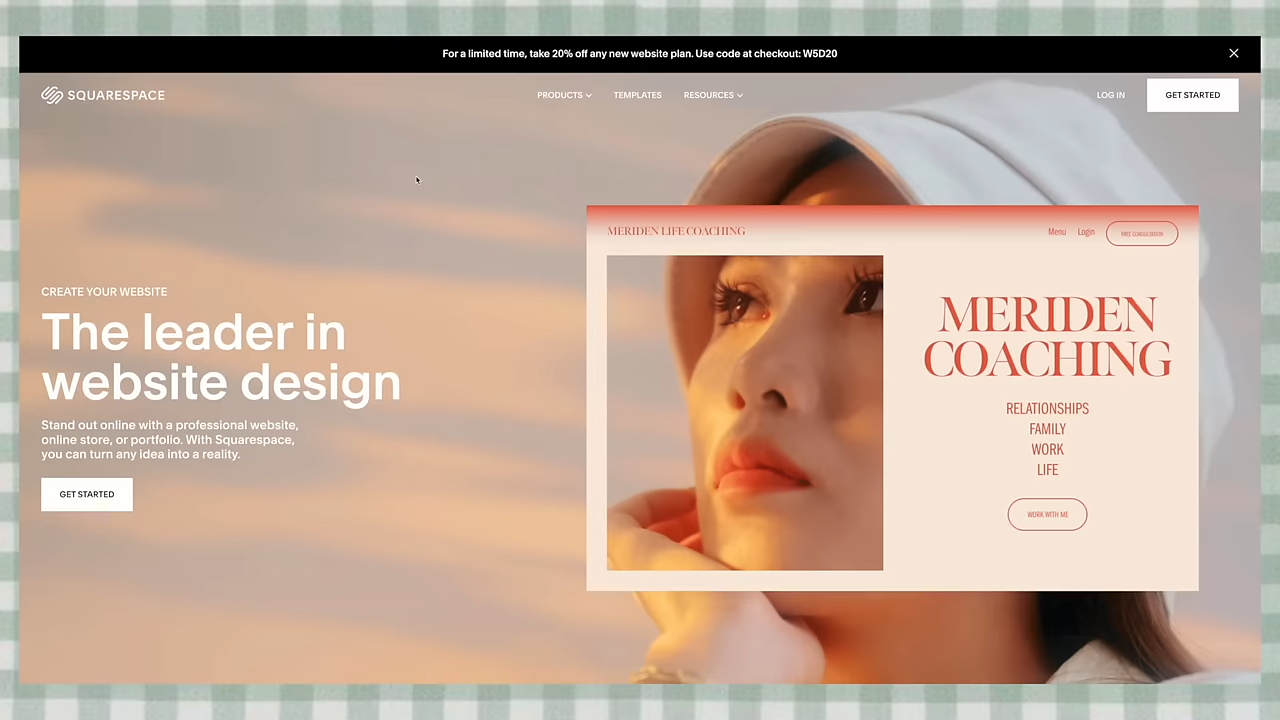 For a limited time, take 20% off any new website plan. Use code at checkout: W5D20
SQUARESPACE
PRODUCTS
TEMPLATES
RESOURCES
LOG IN
GET STARTED
CREATE YOUR WEBSITE
The leader in
website design
Stand out online with a professional website,
online store, or portfolio. With Squarespace,
you can turn any idea into a reality.
GET STARTED
MERIDEN LIFE COACHING
Menu
Login
FREE CONSULTATION
MERIDEN
COACHING
RELATIONSHIPS
FAMILY
WORK
LIFE
WORK WITH ME